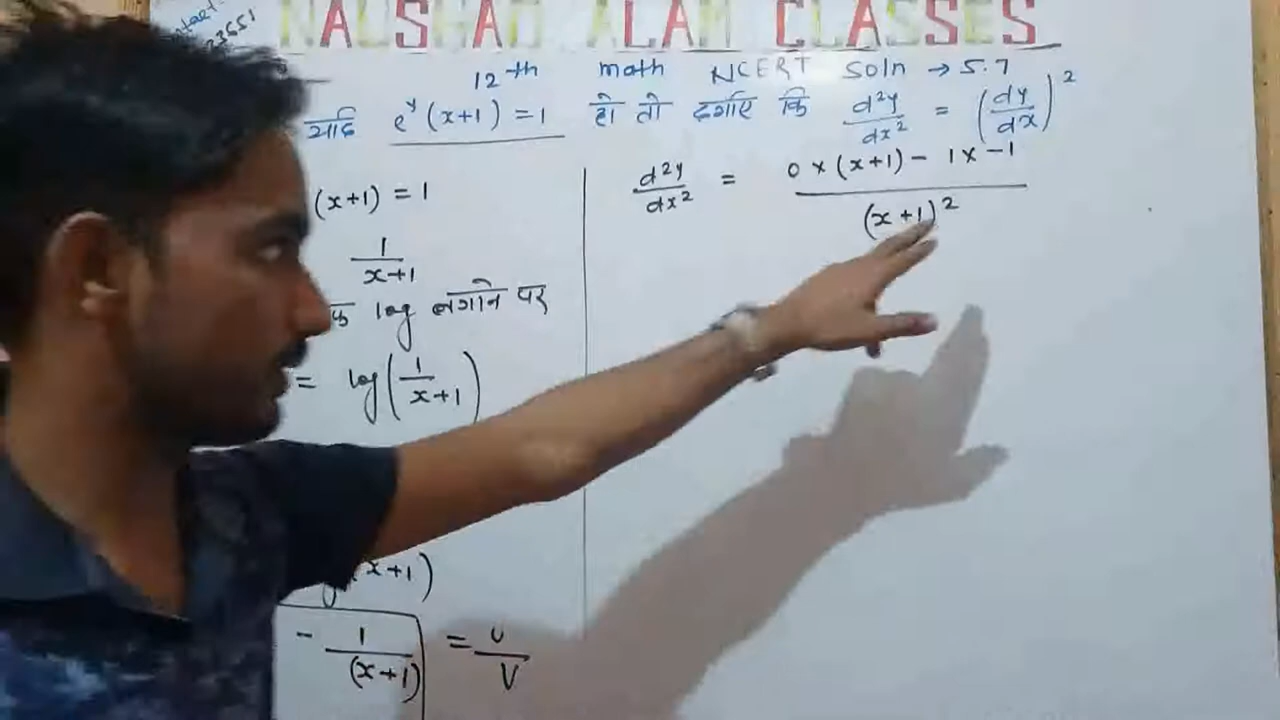 NAUSHAD ALAM CLASSES
23651
12th math NCERT Soln → 5.7
यदि e^y (x+1) = 1 हो तो दर्शाए कि d²y/dx² = (dy/dx)²
(x+1) = 1
1/(x+1)
log लगाने पर
= log(1/(x+1))
x+1)
- 1/(x+1) = U/V
d²y/dx² = 0 × (x+1) - 1 × -1 / (x+1)²